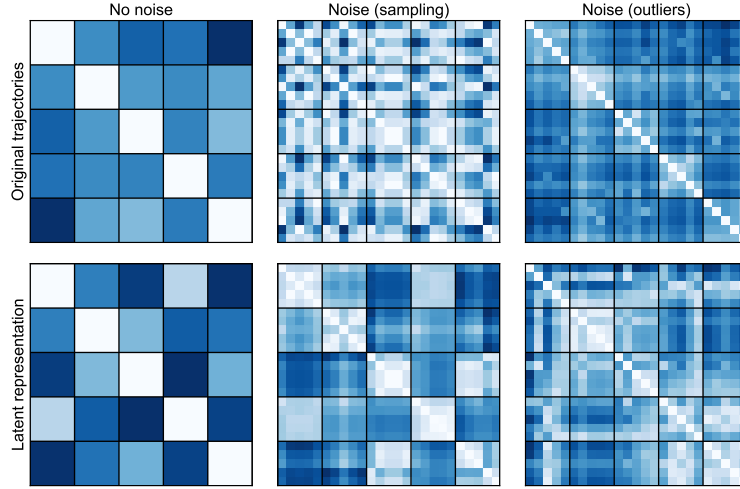 No noise
Noise (sampling)
Noise (outliers)
Original trajectories
Latent representation